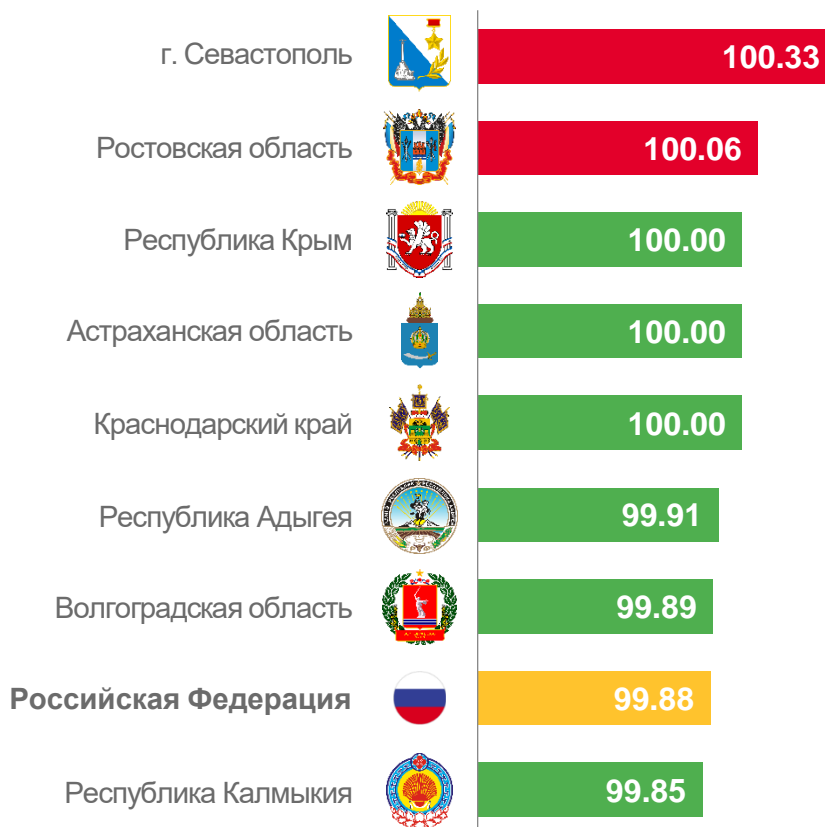 г. Севастополь 100.33
Ростовская область 100.06
Республика Крым 100.00
Астраханская область 100.00
Краснодарский край 100.00
Республика Адыгея 99.91
Волгоградская область 99.89
Российская Федерация 99.88
Республика Калмыкия 99.85